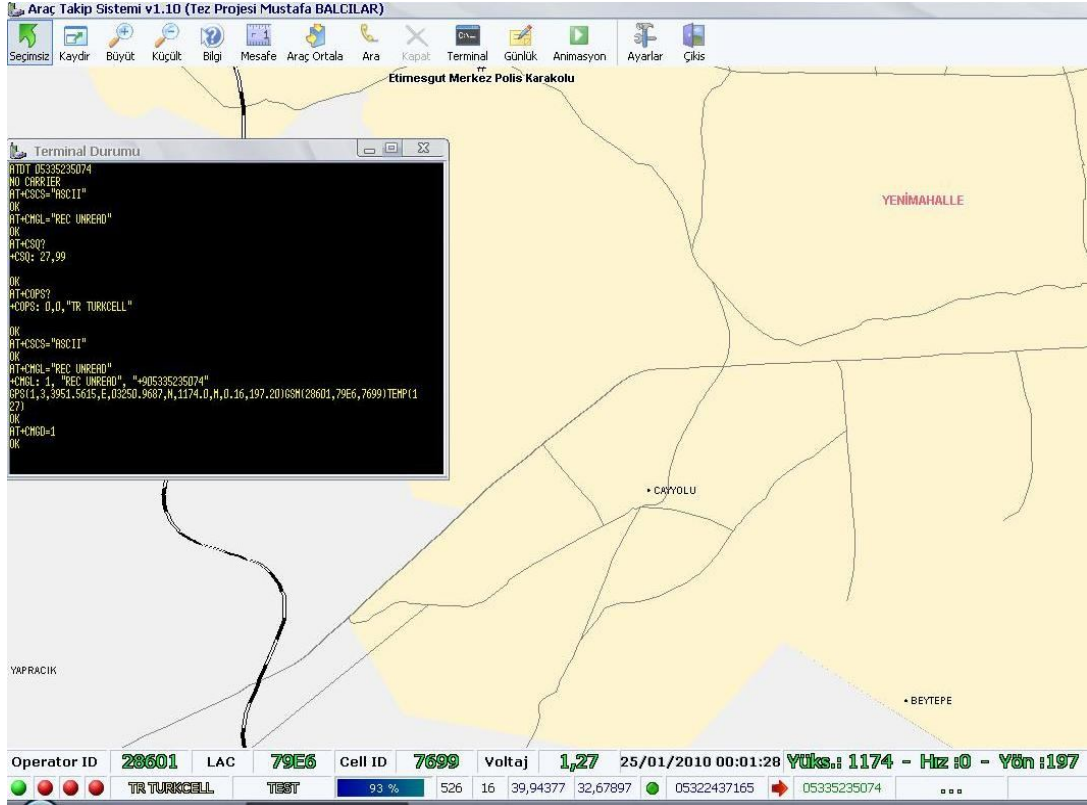 Araç Takip Sistemi v1.10 (Tez Projesi Mustafa BALCILAR)
Seçimsiz Kaydir Büyüt Küçült Bilgi Mesafe Araç Ortala Ara Kapat Terminal Günlük Animasyon Ayarlar Çikis
Etimesgut Merkez Polis Karakolu
Terminal Durumu
ATDT 05335235074
NO CARRIER
AT+CSCS="ASCII"
OK
AT+CMGL="REC UNREAD"
OK
AT+CSQ?
+CSQ: 27,99
OK
AT+COPS?
+COPS: 0,0,"TR TURKCELL"
OK
AT+CSCS="ASCII"
OK
AT+CMGL="REC UNREAD"
+CMGL: 1, "REC UNREAD", "+905335235074"
GPS(1,3,3951.5615,E,03250.9687,N,1174.0,M,0.16,197.20)GSM(28601,79E6,7699)TEMP(1
27)
OK
AT+CMGD=1
OK
YENİMAHALLE
CAYYOLU
YAPRACIK
BEYTEPE
Operator ID 28601 LAC 79E6 Cell ID 7699 Voltaj 1,27 25/01/2010 00:01:28 Yüks.: 1174 - Hız :0 - Yön :197
TR TURKCELL TEST 93 % 526 16 39,94377 32,67897 05322437165 05335235074 ...